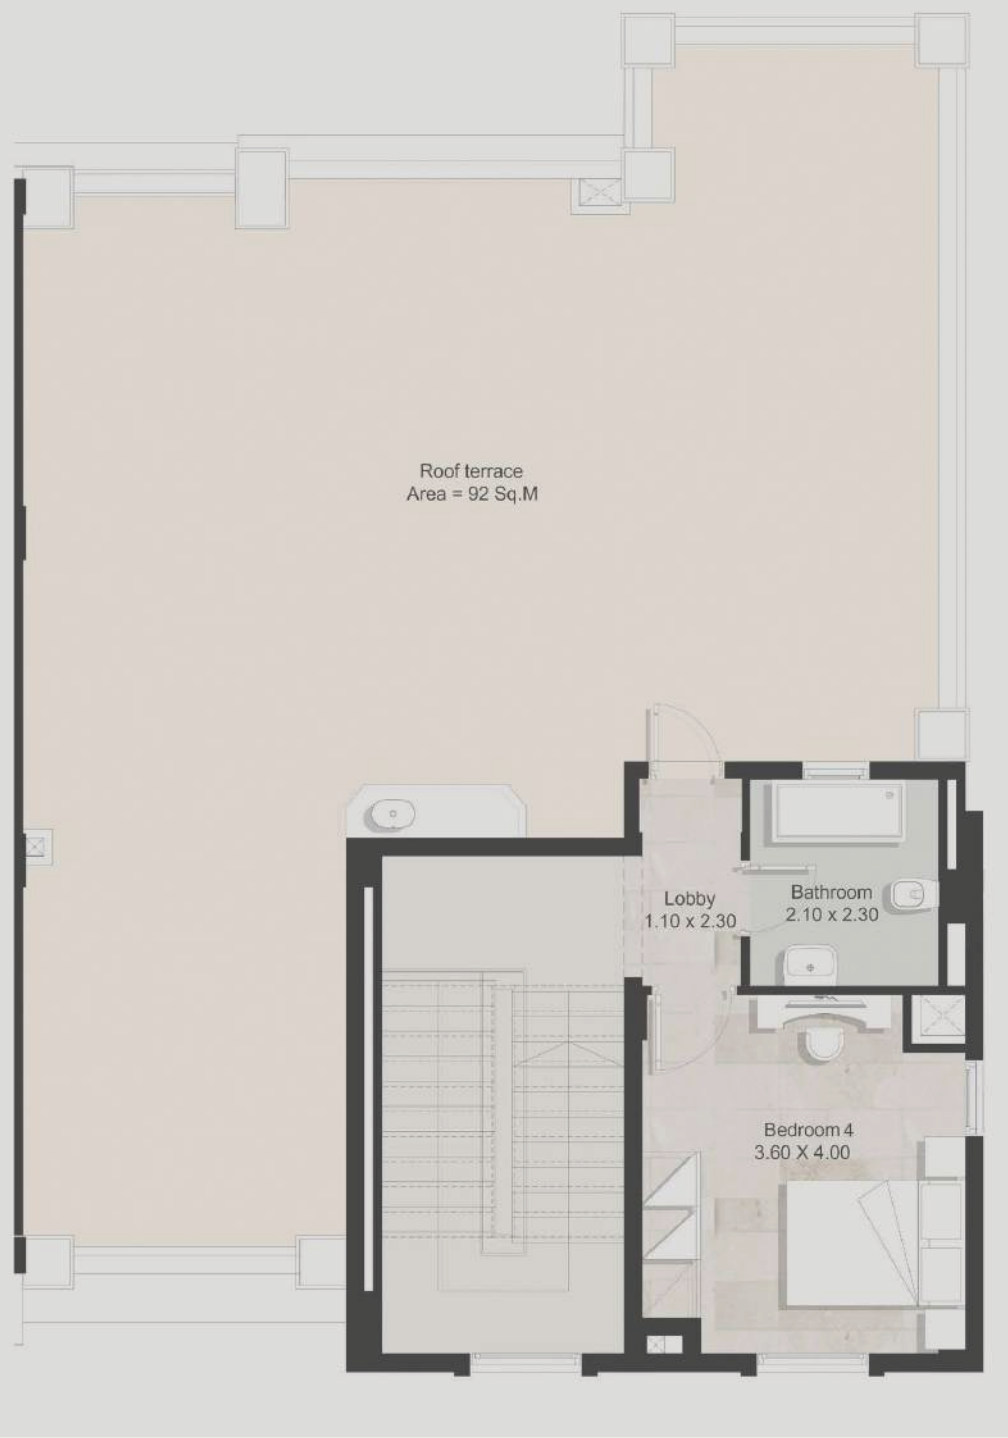 Roof terrace
Area = 92 Sq.M
Lobby
1.10 x 2.30
Bathroom
2.10 x 2.30
Bedroom 4
3.60 X 4.00